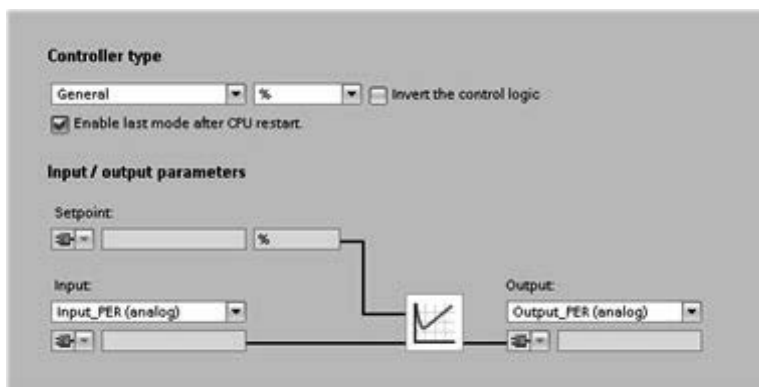 Controller type
General % Invert the control logic
Enable last mode after CPU restart.
Input / output parameters
Setpoint:
%
Input: Output:
Input_PER (analog) Output_PER (analog)